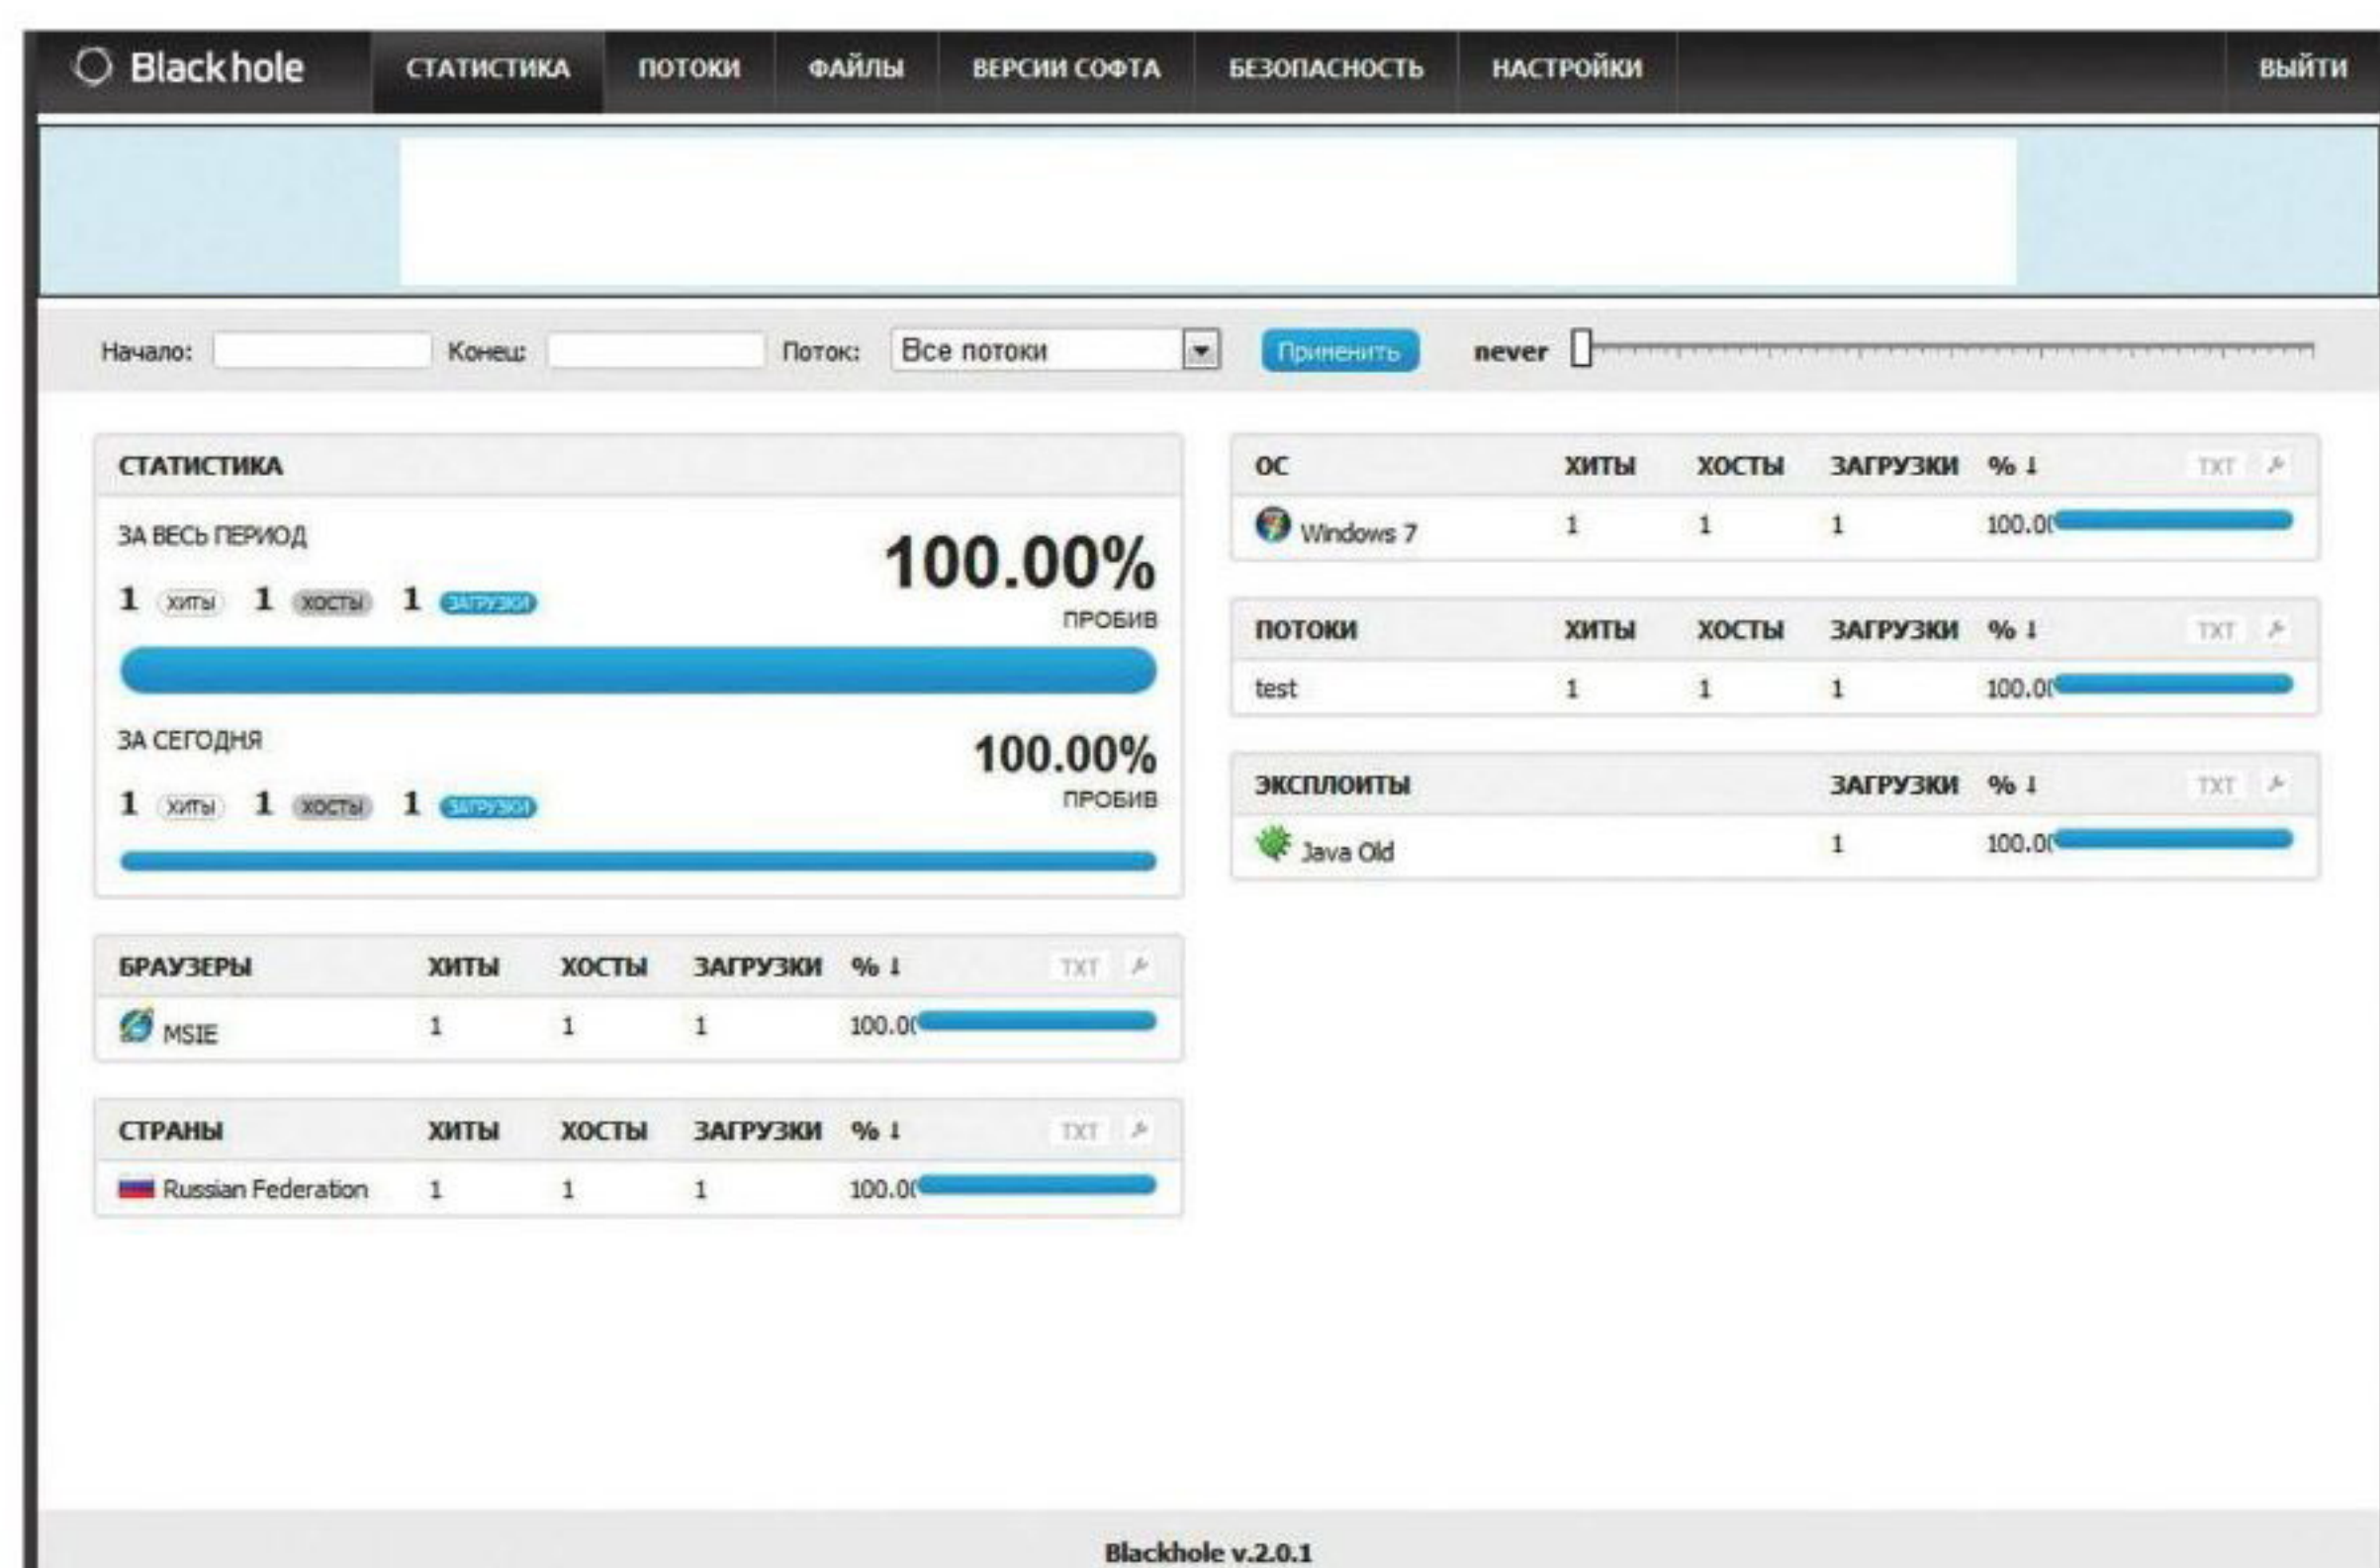 Blackhole СТАТИСТИКА ПОТОКИ ФАЙЛЫ ВЕРСИИ СОФТА БЕЗОПАСНОСТЬ НАСТРОЙКИ ВЫЙТИ
Начало: Конец: Поток: Все потоки Применить never
СТАТИСТИКА
ЗА ВЕСЬ ПЕРИОД
100.00%
1 ХИТЫ 1 ХОСТЫ 1 ЗАГРУЗКИ
ПРОБИВ
ЗА СЕГОДНЯ
100.00%
1 ХИТЫ 1 ХОСТЫ 1 ЗАГРУЗКИ
ПРОБИВ
БРАУЗЕРЫ ХИТЫ ХОСТЫ ЗАГРУЗКИ % ↓ TXT
MSIE 1 1 1 100.0
СТРАНЫ ХИТЫ ХОСТЫ ЗАГРУЗКИ % ↓ TXT
Russian Federation 1 1 1 100.0
ОС ХИТЫ ХОСТЫ ЗАГРУЗКИ % ↓ TXT
Windows 7 1 1 1 100.0
ПОТОКИ ХИТЫ ХОСТЫ ЗАГРУЗКИ % ↓ TXT
test 1 1 1 100.0
ЭКСПЛОИТЫ ЗАГРУЗКИ % ↓ TXT
Java Old 1 100.0
Blackhole v.2.0.1